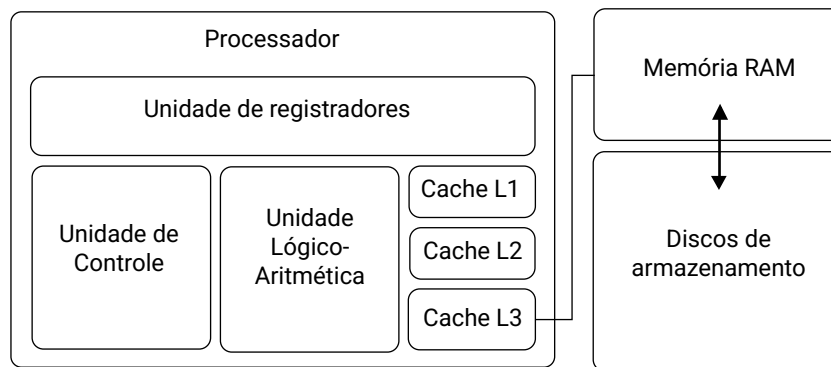 Processador
Unidade de registradores
Unidade de
Controle
Unidade
Lógico-
Aritmética
Cache L1
Cache L2
Cache L3
Memória RAM
Discos de
armazenamento